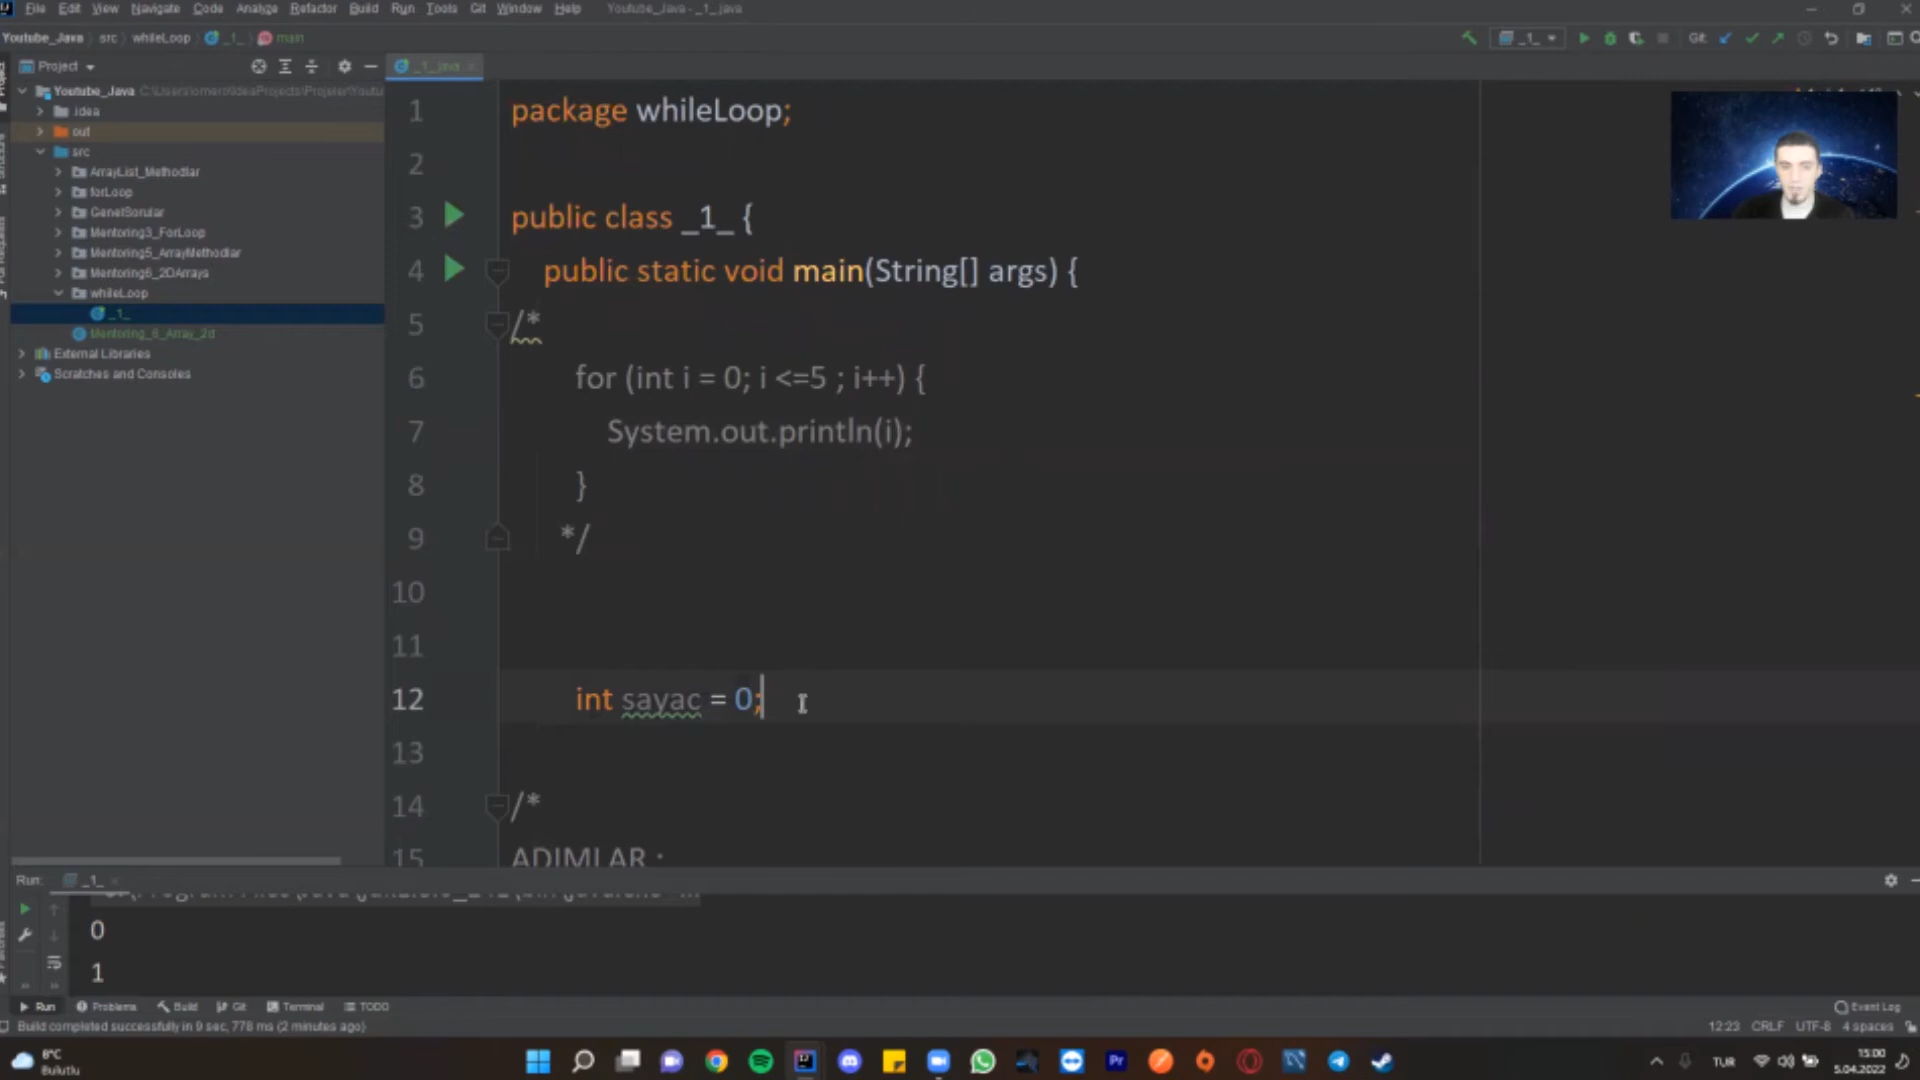 File Edit View Navigate Code Analyze Refactor Build Run Tools Git Window Help Youtube_Java - _1_.java
Youtube_Java src whileLoop _1_ main
_1_ Git:
Project
_1_.java
Youtube_Java C:\Users\omero\IdeaProjects\Projeler\Youtu
.idea
out
src
ArrayList_Methodlar
forLoop
GenelSorular
Mentoring3_ForLoop
Mentoring5_ArrayMethodlar
Mentoring6_2DArrays
whileLoop
_1_
Mentoring_6_Array_2d
External Libraries
Scratches and Consoles
1 package whileLoop;
2
3 public class _1_ {
4 public static void main(String[] args) {
5 /*
6 for (int i = 0; i <=5 ; i++) {
7 System.out.println(i);
8 }
9 */
10
11
12 int sayac = 0;
13
14 /*
15 ADIMLAR :
Run: _1_
0
1
Run Problems Build Git Terminal TODO Event Log
Build completed successfully in 9 sec, 778 ms (2 minutes ago) 12:23 CRLF UTF-8 4 spaces
8°C
Bulutlu
TUR
15:00
5.04.2022